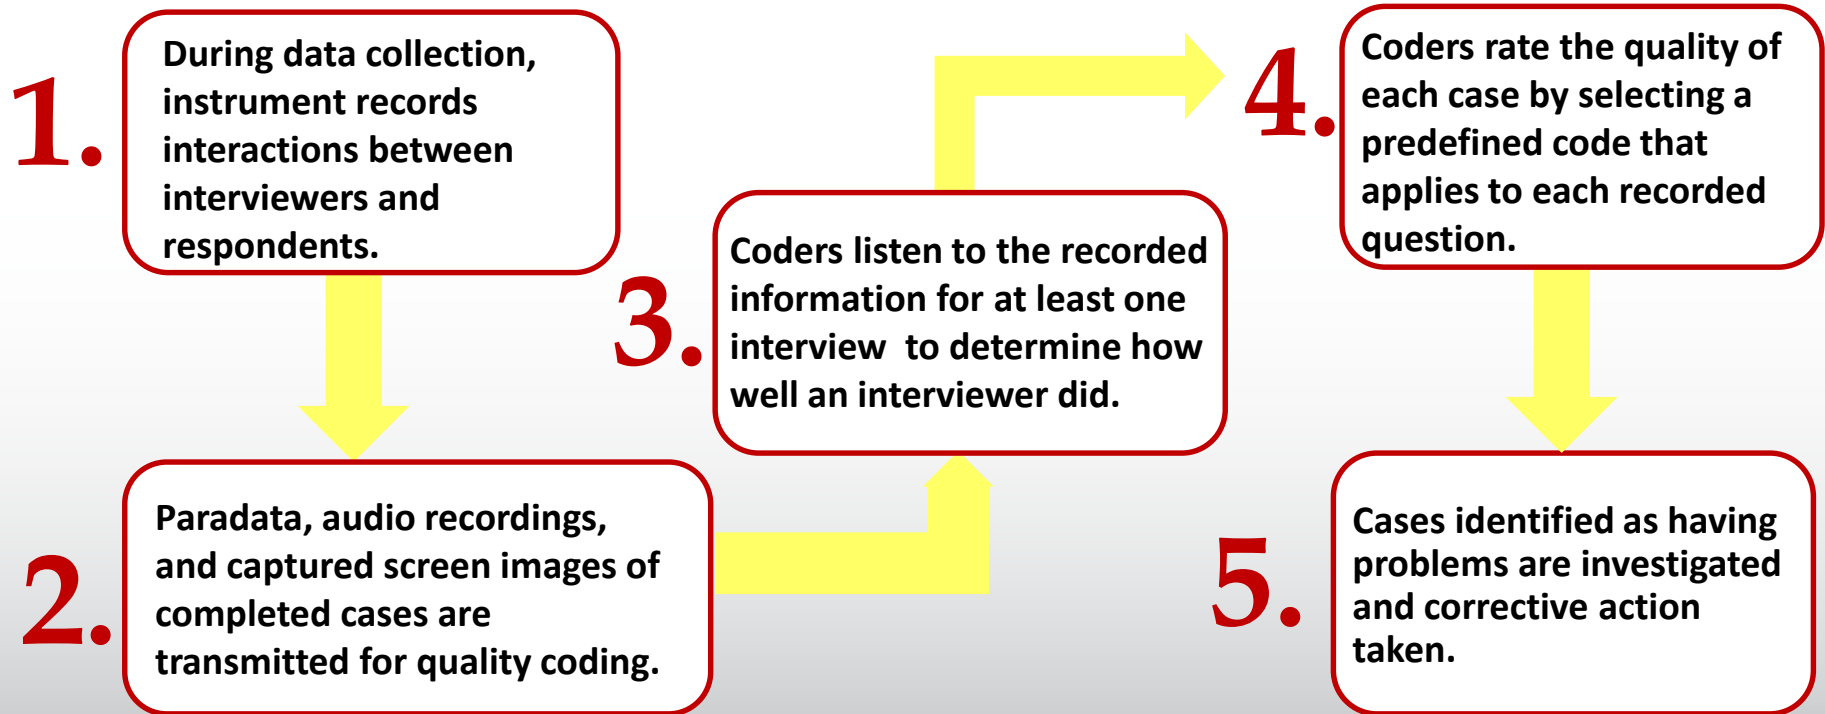 1.
During data collection,
instrument records
interactions between
interviewers and
respondents.
2.
Paradata, audio recordings,
and captured screen images of
completed cases are
transmitted for quality coding.
3.
Coders listen to the recorded
information for at least one
interview  to determine how
well an interviewer did.
4.
Coders rate the quality of
each case by selecting a
predefined code that
applies to each recorded
question.
5.
Cases identified as having
problems are investigated
and corrective action
taken.